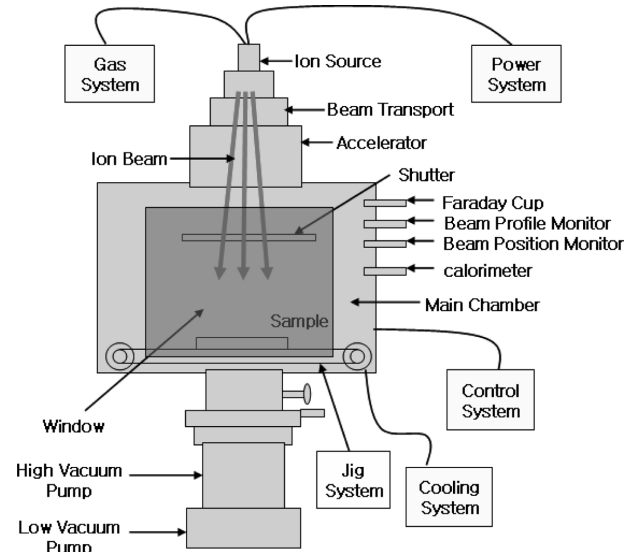 Gas
System
Ion Source
Power
System
Beam Transport
Accelerator
Ion Beam
Shutter
Faraday Cup
Beam Profile Monitor
Beam Position Monitor
calorimeter
Main Chamber
Sample
Control
System
Window
High Vacuum
Pump
Jig
System
Cooling
System
Low Vacuum
Pump